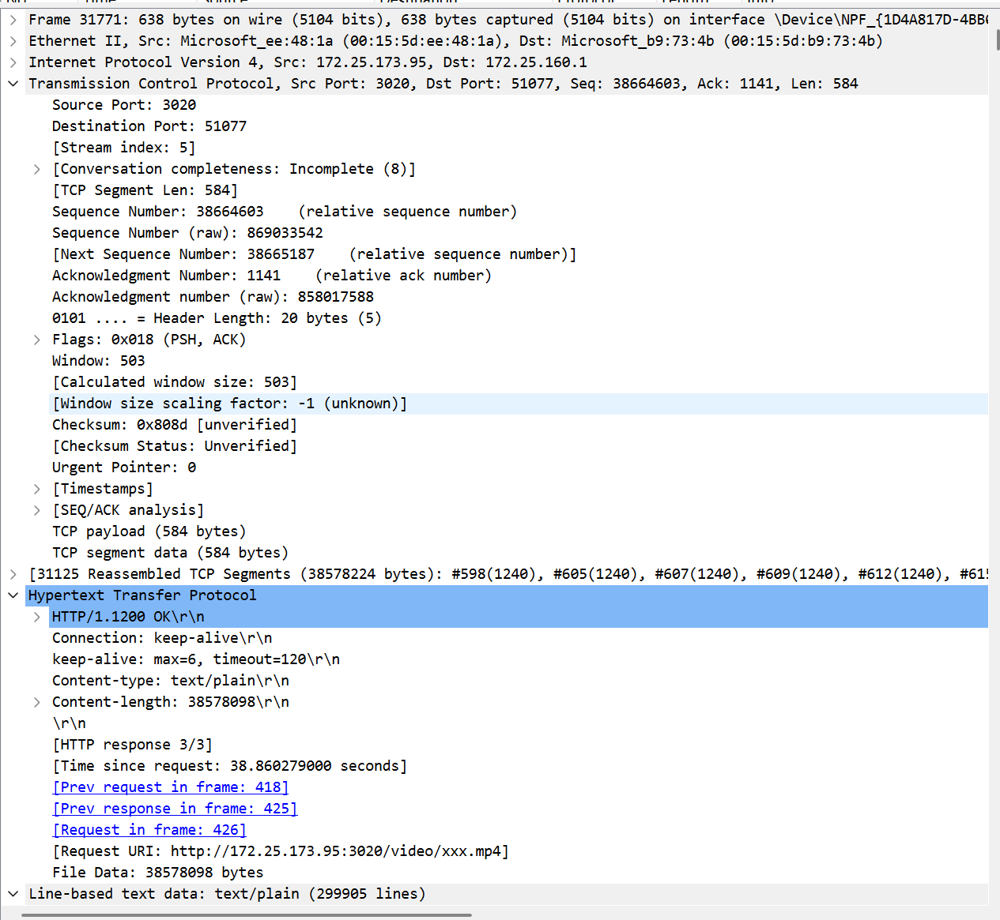 Frame 31771: 638 bytes on wire (5104 bits), 638 bytes captured (5104 bits) on interface \Device\NPF_{1D4A817D-4BB
Ethernet II, Src: Microsoft_ee:48:1a (00:15:5d:ee:48:1a), Dst: Microsoft_b9:73:4b (00:15:5d:b9:73:4b)
Internet Protocol Version 4, Src: 172.25.173.95, Dst: 172.25.160.1
Transmission Control Protocol, Src Port: 3020, Dst Port: 51077, Seq: 38664603, Ack: 1141, Len: 584
Source Port: 3020
Destination Port: 51077
[Stream index: 5]
[Conversation completeness: Incomplete (8)]
[TCP Segment Len: 584]
Sequence Number: 38664603    (relative sequence number)
Sequence Number (raw): 869033542
[Next Sequence Number: 38665187    (relative sequence number)]
Acknowledgment Number: 1141    (relative ack number)
Acknowledgment number (raw): 858017588
0101 .... = Header Length: 20 bytes (5)
Flags: 0x018 (PSH, ACK)
Window: 503
[Calculated window size: 503]
[Window size scaling factor: -1 (unknown)]
Checksum: 0x808d [unverified]
[Checksum Status: Unverified]
Urgent Pointer: 0
[Timestamps]
[SEQ/ACK analysis]
TCP payload (584 bytes)
TCP segment data (584 bytes)
[31125 Reassembled TCP Segments (38578224 bytes): #598(1240), #605(1240), #607(1240), #609(1240), #612(1240), #615
Hypertext Transfer Protocol
HTTP/1.1200 OK\r\n
Connection: keep-alive\r\n
keep-alive: max=6, timeout=120\r\n
Content-type: text/plain\r\n
Content-length: 38578098\r\n
\r\n
[HTTP response 3/3]
[Time since request: 38.860279000 seconds]
[Prev request in frame: 418]
[Prev response in frame: 425]
[Request in frame: 426]
[Request URI: http://172.25.173.95:3020/video/xxx.mp4]
File Data: 38578098 bytes
Line-based text data: text/plain (299905 lines)